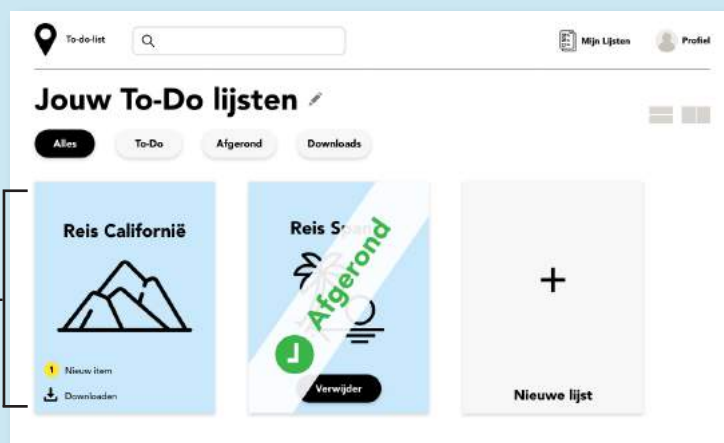 To-do-list
Mijn Lijsten
Profiel
Jouw To-Do lijsten
Alles
To-Do
Afgerond
Downloads
Reis Californië
1 Nieuw item
Downloaden
Reis
Afgerond
Verwijder
+
Nieuwe lijst